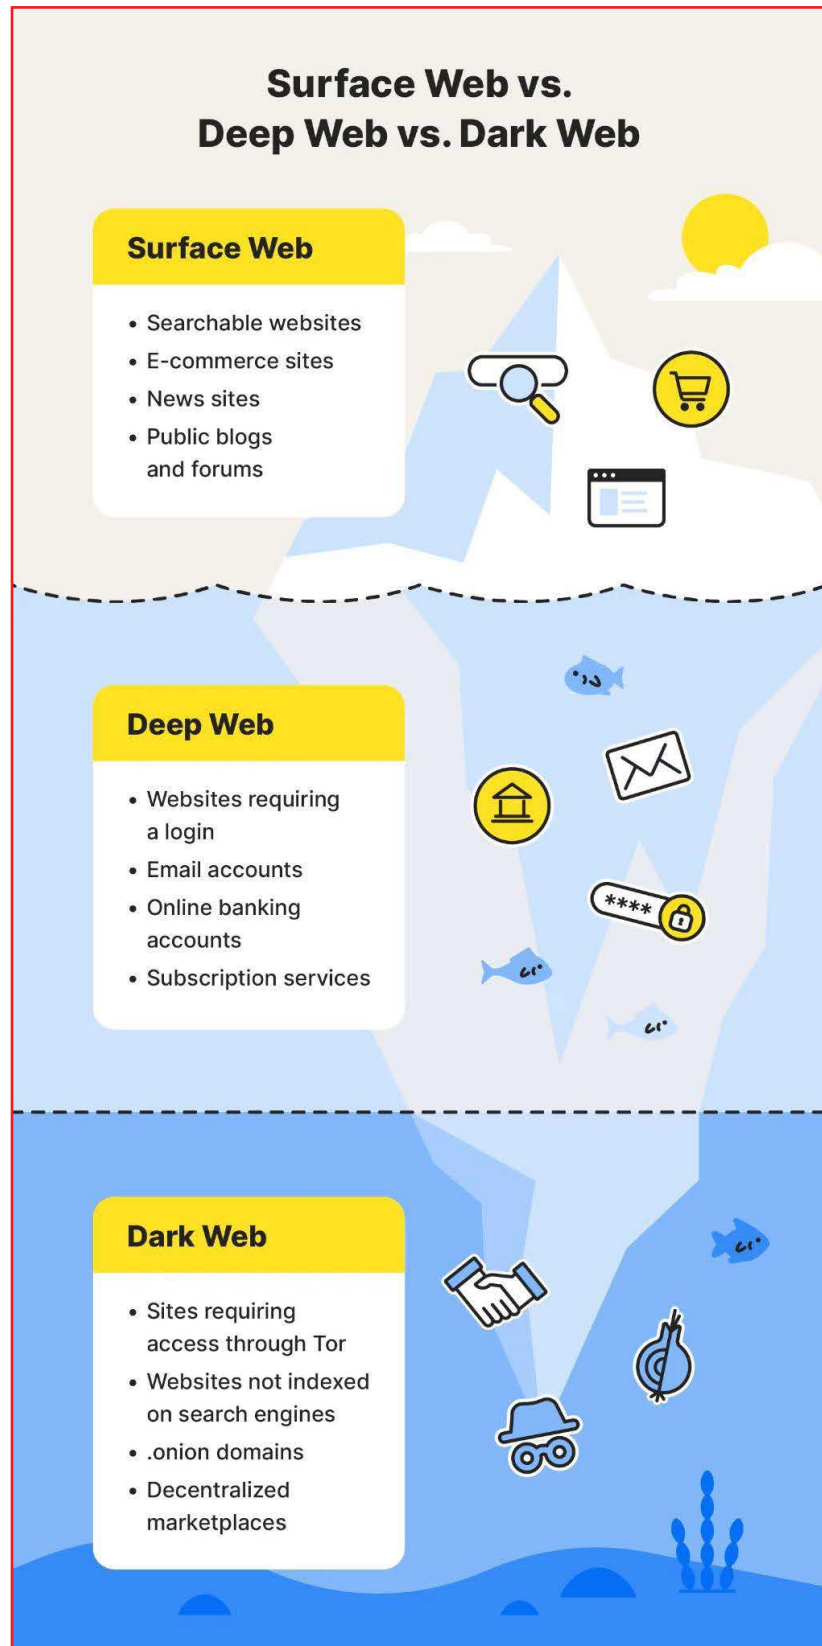 Surface Web vs.
Deep Web vs. Dark Web
Surface Web
• Searchable websites
• E-commerce sites
• News sites
• Public blogs
and forums
Deep Web
• Websites requiring
a login
• Email accounts
• Online banking
accounts
• Subscription services
****
Dark Web
• Sites requiring
access through Tor
• Websites not indexed
on search engines
• .onion domains
• Decentralized
marketplaces